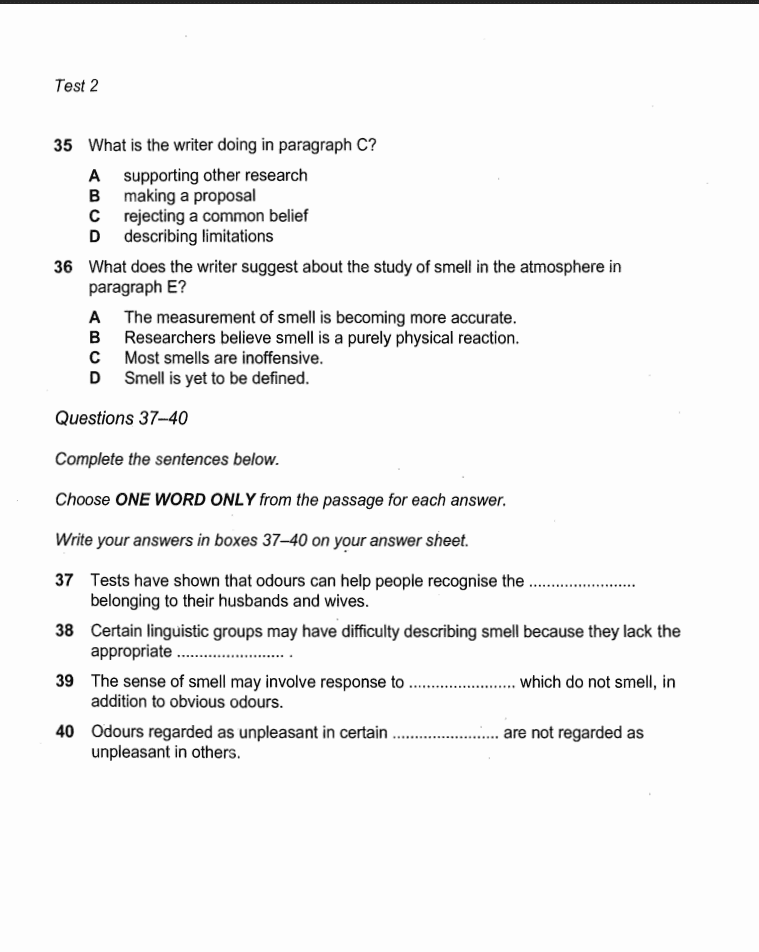 Test 2
35 What is the writer doing in paragraph C?
A supporting other research
B making a proposal
C rejecting a common belief
D describing limitations
36 What does the writer suggest about the study of smell in the atmosphere in
paragraph E?
A The measurement of smell is becoming more accurate.
B Researchers believe smell is a purely physical reaction.
C Most smells are inoffensive.
D Smell is yet to be defined.
Questions 37–40
Complete the sentences below.
Choose ONE WORD ONLY from the passage for each answer.
Write your answers in boxes 37–40 on your answer sheet.
37 Tests have shown that odours can help people recognise the ........................
belonging to their husbands and wives.
38 Certain linguistic groups may have difficulty describing smell because they lack the
appropriate ........................ .
39 The sense of smell may involve response to ........................ which do not smell, in
addition to obvious odours.
40 Odours regarded as unpleasant in certain ........................ are not regarded as
unpleasant in others.